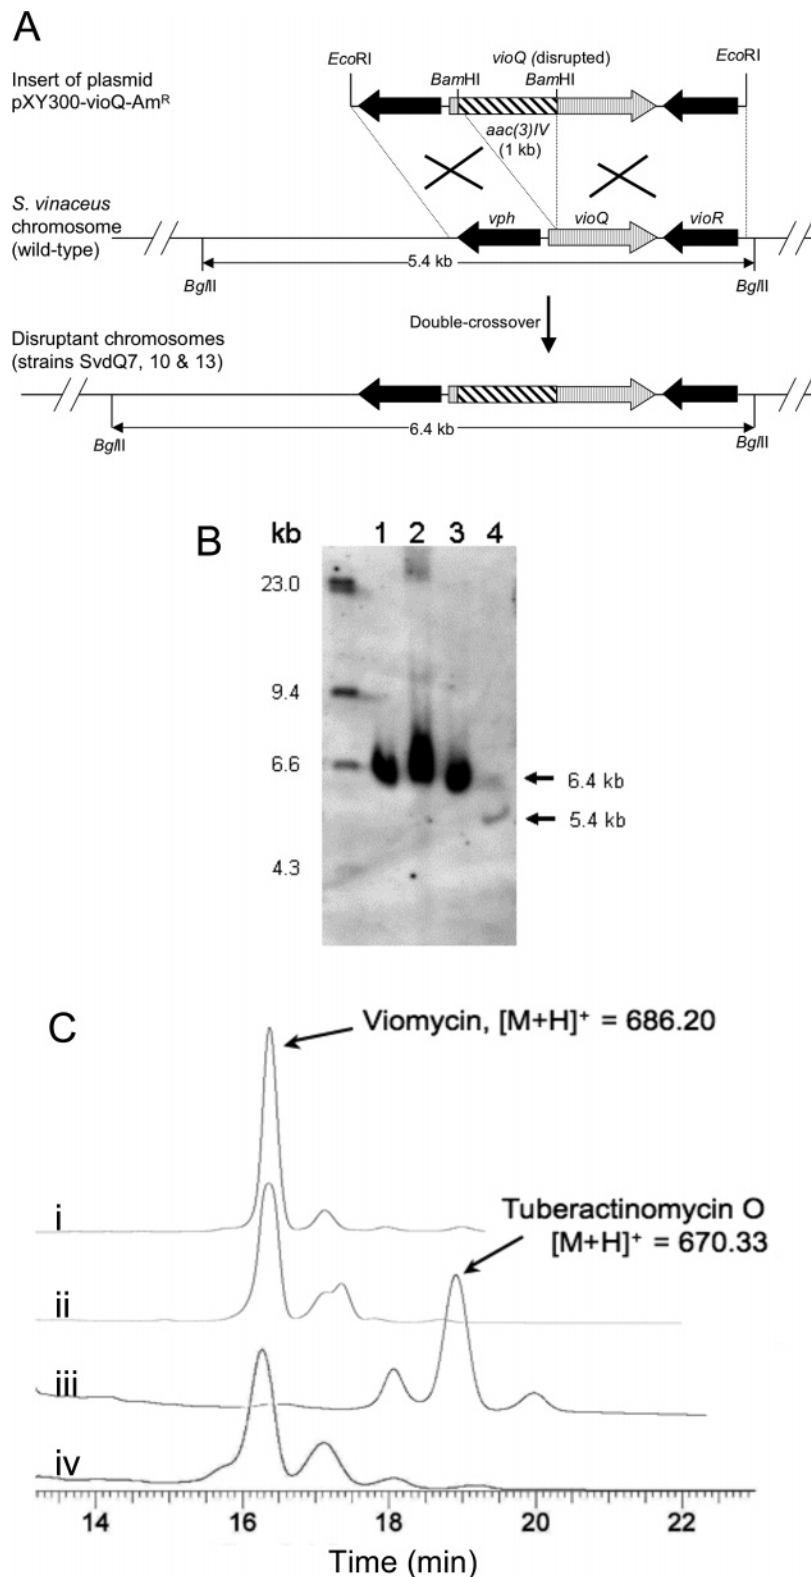 A
vioQ (disrupted)
EcoRI
EcoRI
Insert of plasmid
pXY300-vioQ-Amᴿ
BamHI
BamHI
aac(3)IV
(1 kb)
S. vinaceus
chromosome
(wild-type)
vph
vioQ
vioR
5.4 kb
BglII
BglII
Double-crossover
Disruptant chromosomes
(strains SvdQ7, 10 & 13)
6.4 kb
BglII
BglII
B
kb 1 2 3 4
23.0
9.4
6.6
6.4 kb
5.4 kb
4.3
C
Viomycin, [M+H]⁺ = 686.20
i
Tuberactinomycin O
[M+H]⁺ = 670.33
ii
iii
iv
14 16 18 20 22
Time (min)